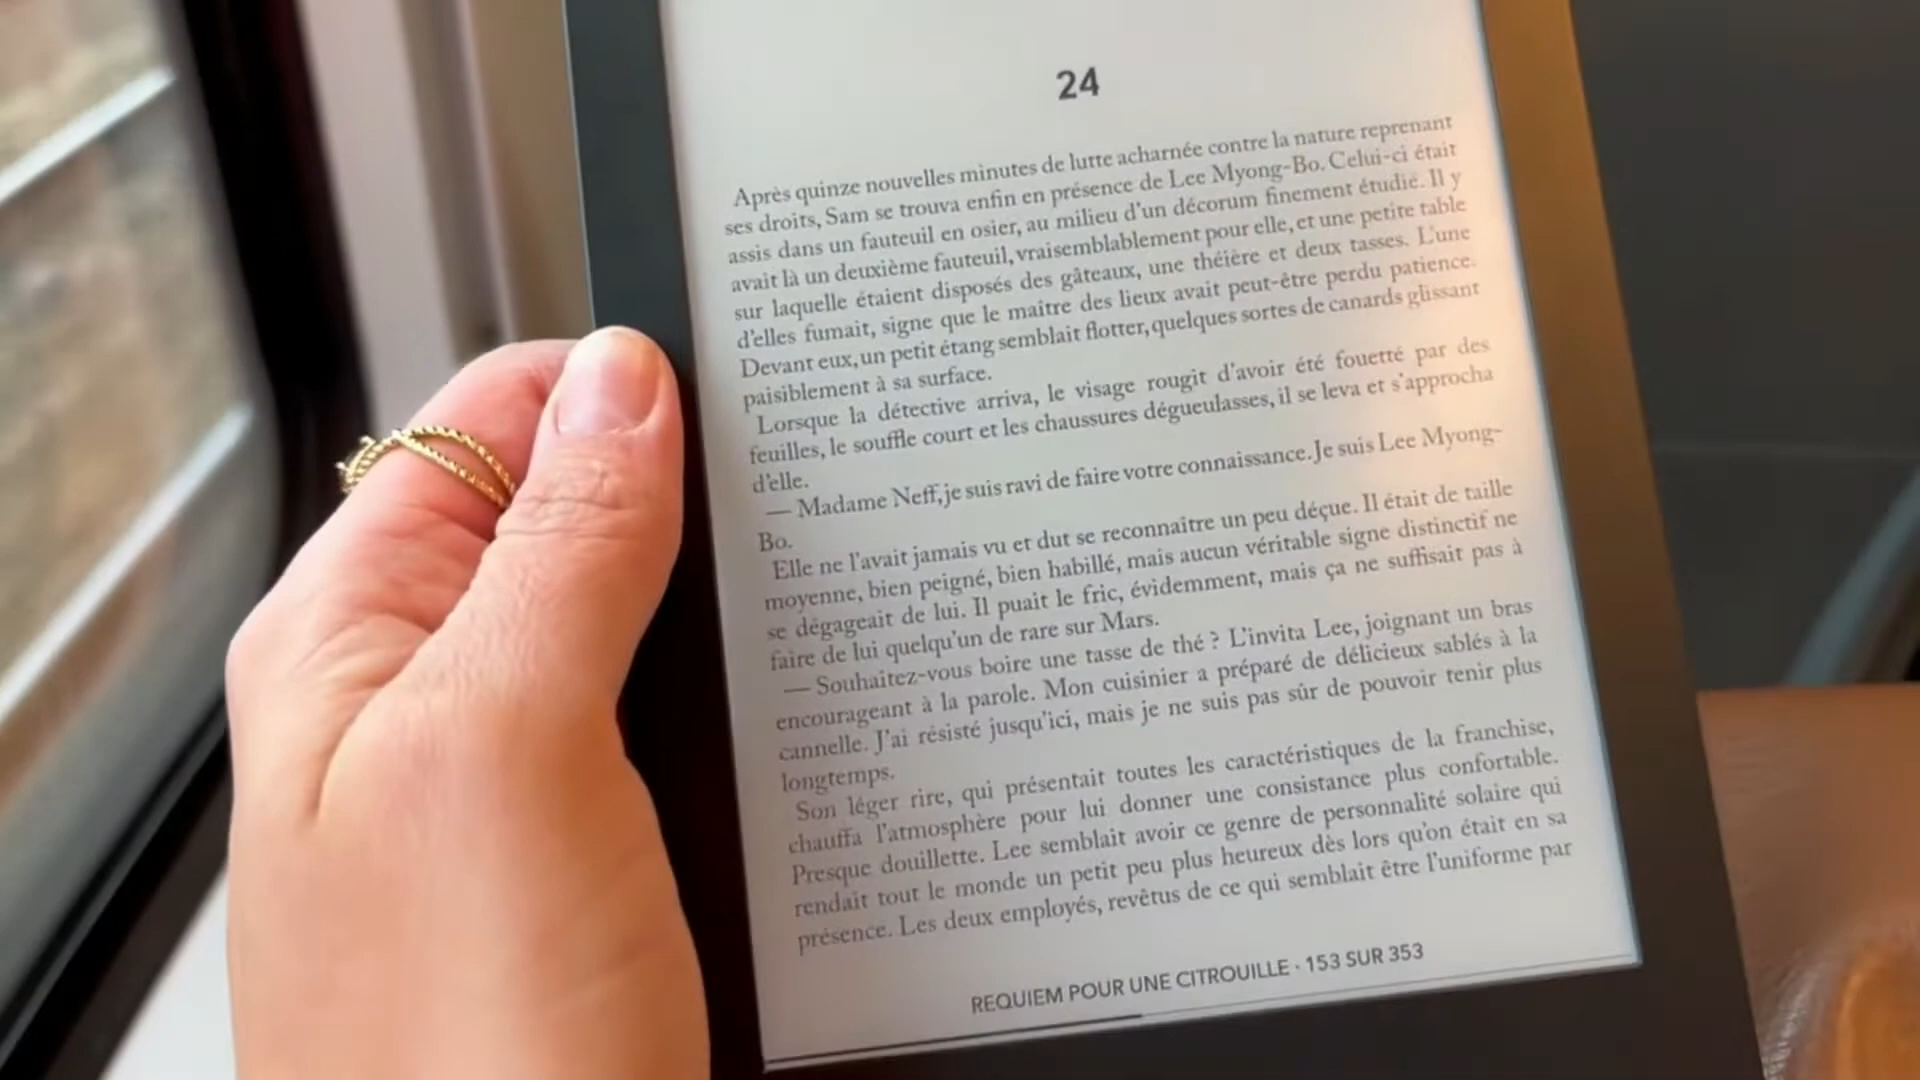 24
Après quinze nouvelles minutes de lutte acharnée contre la nature reprenant
ses droits, Sam se trouva enfin en présence de Lee Myong-Bo. Celui-ci était
assis dans un fauteuil en osier, au milieu d'un décorum finement étudié. Il y
avait là un deuxième fauteuil, vraisemblablement pour elle, et une petite table
sur laquelle étaient disposés des gâteaux, une théière et deux tasses. L'une
d'elles fumait, signe que le maître des lieux avait peut-être perdu patience.
Devant eux, un petit étang semblait flotter, quelques sortes de canards glissant
paisiblement à sa surface.
Lorsque la détective arriva, le visage rougit d'avoir été fouetté par des
feuilles, le souffle court et les chaussures dégueulasses, il se leva et s'approcha
d'elle.
— Madame Neff, je suis ravi de faire votre connaissance. Je suis Lee Myong-
Bo.
Elle ne l'avait jamais vu et dut se reconnaître un peu déçue. Il était de taille
moyenne, bien peigné, bien habillé, mais aucun véritable signe distinctif ne
se dégageait de lui. Il puait le fric, évidemment, mais ça ne suffisait pas à
faire de lui quelqu'un de rare sur Mars.
— Souhaitez-vous boire une tasse de thé ? L'invita Lee, joignant un bras
encourageant à la parole. Mon cuisinier a préparé de délicieux sablés à la
cannelle. J'ai résisté jusqu'ici, mais je ne suis pas sûr de pouvoir tenir plus
longtemps.
Son léger rire, qui présentait toutes les caractéristiques de la franchise,
chauffa l'atmosphère pour lui donner une consistance plus confortable.
Presque douillette. Lee semblait avoir ce genre de personnalité solaire qui
rendait tout le monde un petit peu plus heureux dès lors qu'on était en sa
présence. Les deux employés, revêtus de ce qui semblait être l'uniforme par
REQUIEM POUR UNE CITROUILLE · 153 SUR 353